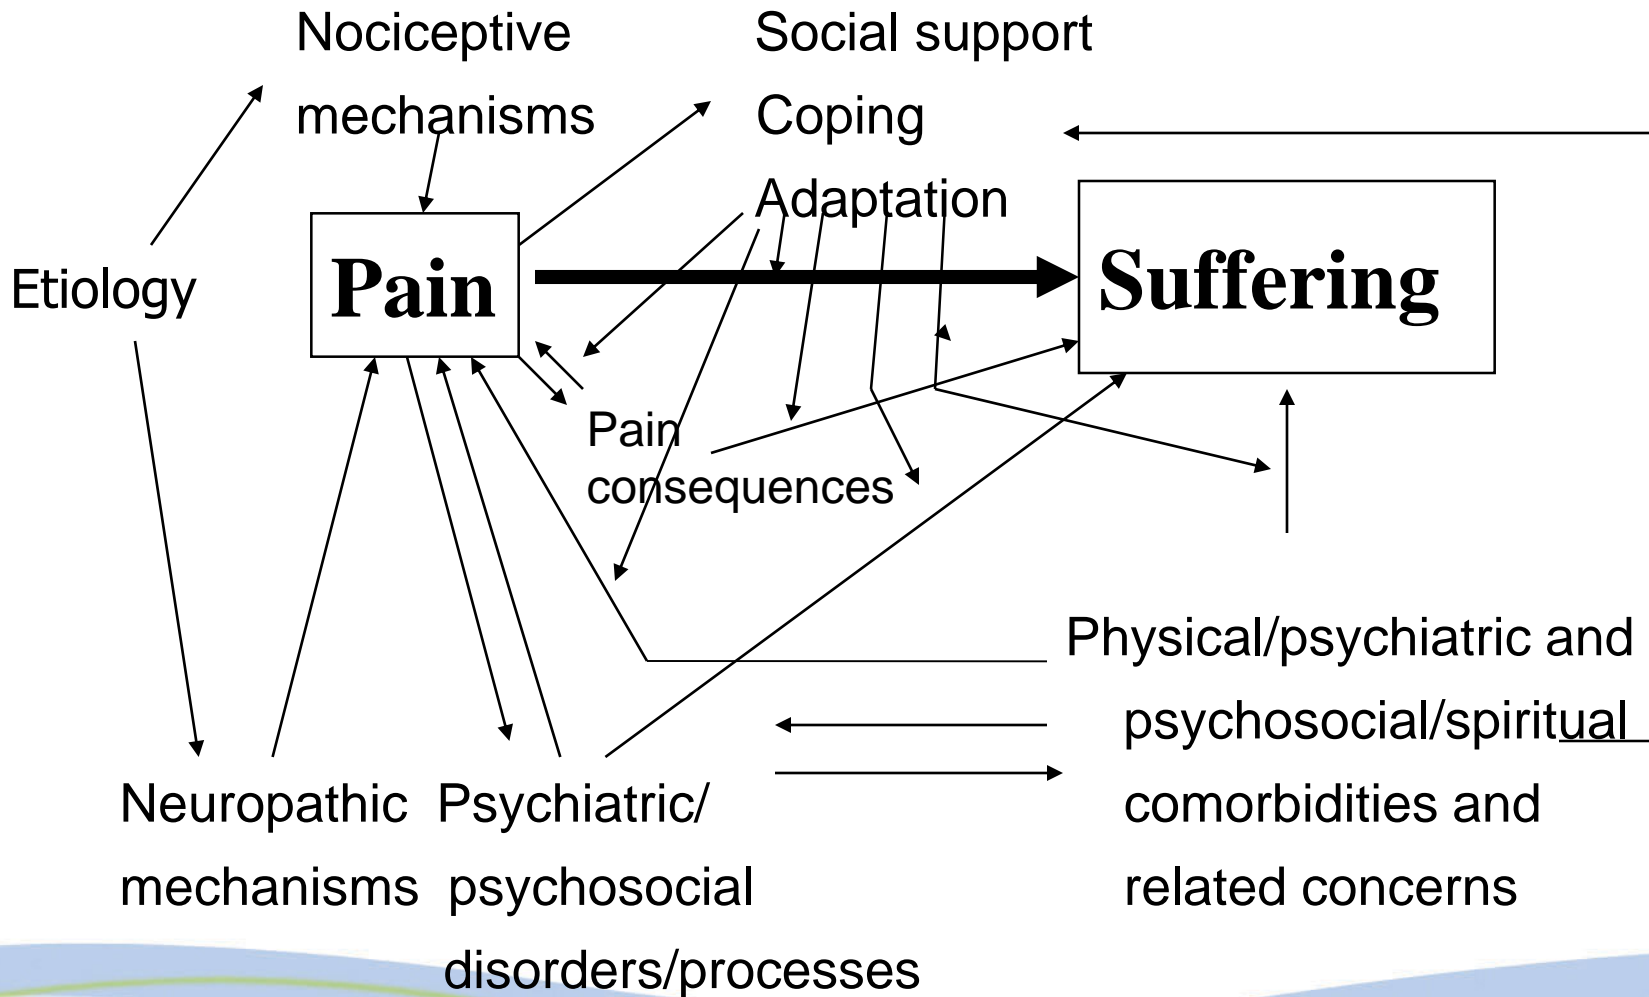 Nociceptive
mechanisms
Social support
Coping
Adaptation
Etiology
Pain
Suffering
Pain
consequences
Physical/psychiatric and
psychosocial/spiritual
comorbidities and
related concerns
Neuropathic
mechanisms
Psychiatric/
psychosocial
disorders/processes